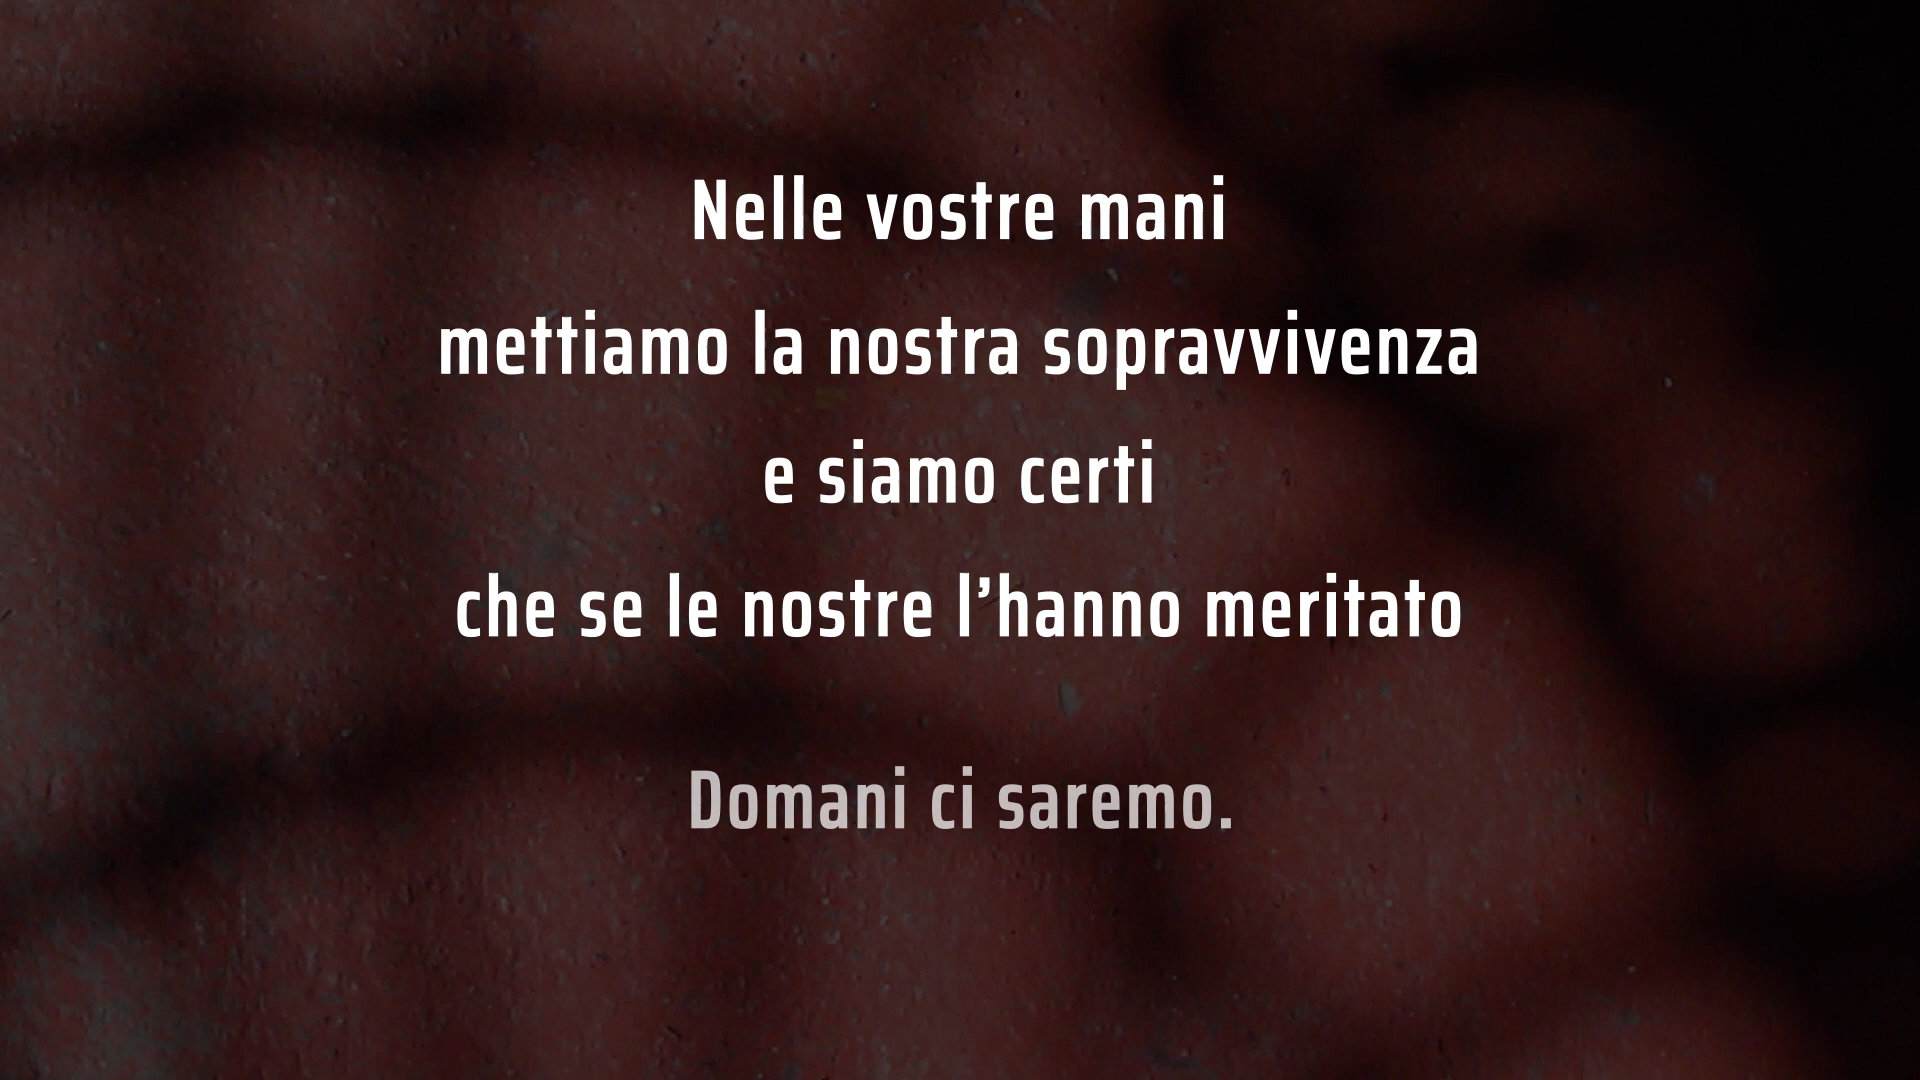 Nelle vostre mani
mettiamo la nostra sopravvivenza
e siamo certi
che se le nostre l’hanno meritato
Domani ci saremo.